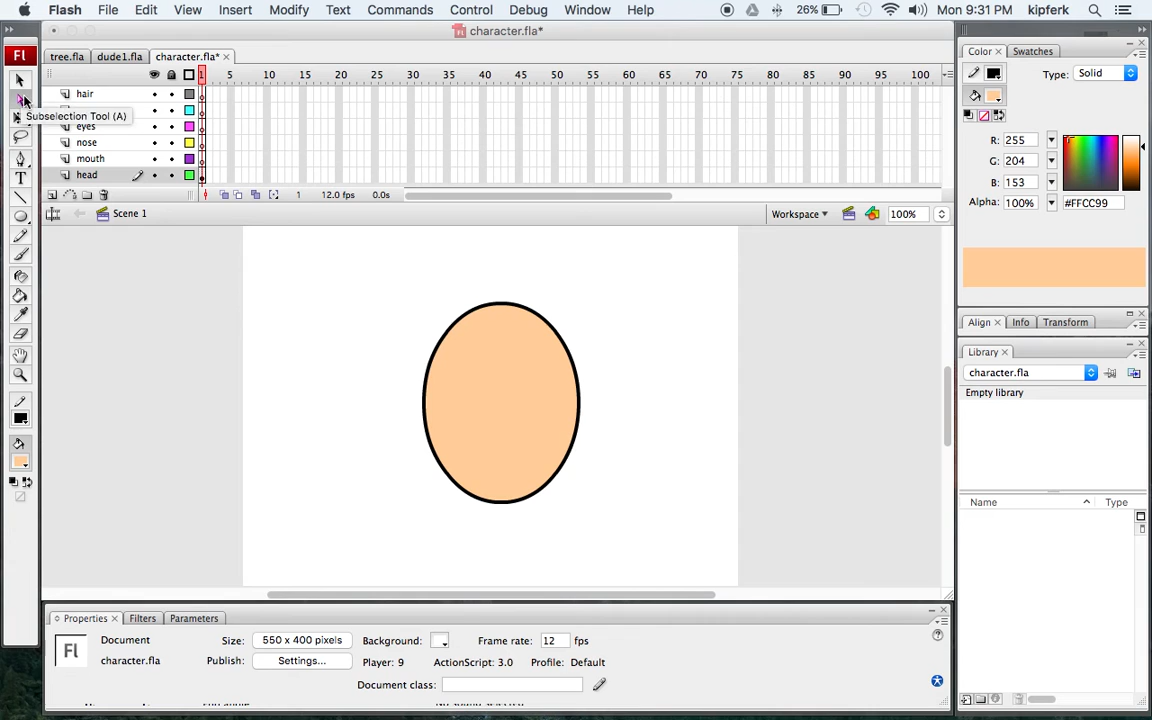 Flash File Edit View Insert Modify Text Commands Control Debug Window Help 26% Mon 9:31 PM kipferk
character.fla*
Fl tree.fla dude1.fla character.fla*
1 5 10 15 20 25 30 35 40 45 50 55 60 65 70 75 80 85 90 95 100
hair
Subselection Tool (A)
eyes
nose
mouth
head
1 12.0 fps 0.0s
Scene 1 Workspace 100%
T
Color Swatches
Type: Solid
R: 255
G: 204
B: 153
Alpha: 100% #FFCC99
Align Info Transform
Library
character.fla
Empty library
Name Type
Properties Filters Parameters
Fl Document Size: 550 x 400 pixels Background: Frame rate: 12 fps
character.fla Publish: Settings... Player: 9 ActionScript: 3.0 Profile: Default
Document class: